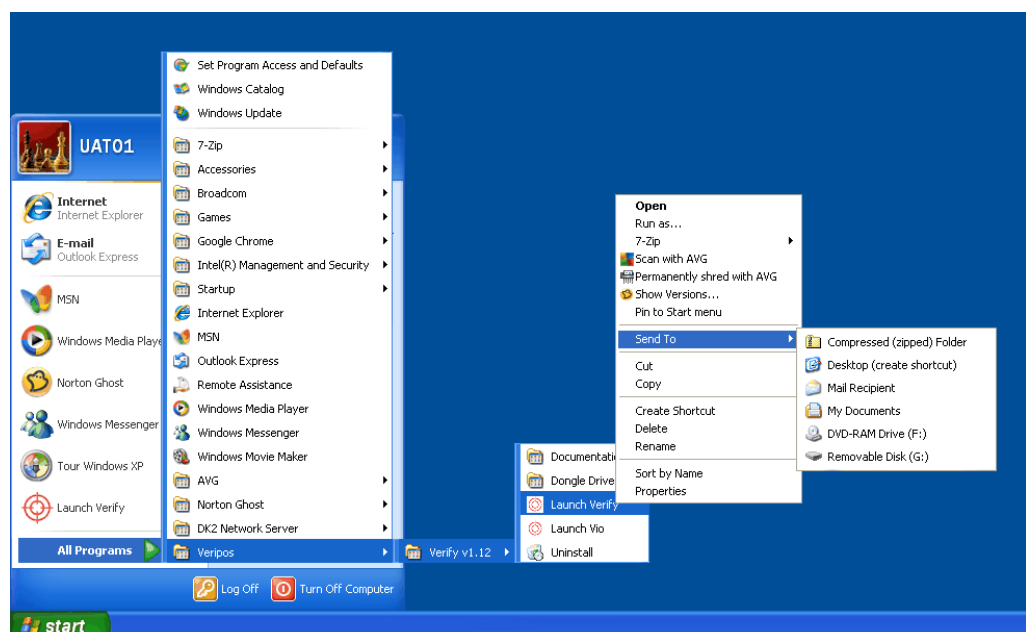 UAT01
Internet
Internet Explorer
E-mail
Outlook Express
MSN
Windows Media Playe
Norton Ghost
Windows Messenger
Tour Windows XP
Launch Verify
All Programs
Set Program Access and Defaults
Windows Catalog
Windows Update
7-Zip
Accessories
Broadcom
Games
Google Chrome
Intel(R) Management and Security
Startup
Internet Explorer
MSN
Outlook Express
Remote Assistance
Windows Media Player
Windows Messenger
Windows Movie Maker
AVG
Norton Ghost
DK2 Network Server
Veripos
Verify v1.12
Documentati
Dongle Drive
Launch Verify
Launch Vio
Uninstall
Open
Run as...
7-Zip
Scan with AVG
Permanently shred with AVG
Show Versions...
Pin to Start menu
Send To
Cut
Copy
Create Shortcut
Delete
Rename
Sort by Name
Properties
Compressed (zipped) Folder
Desktop (create shortcut)
Mail Recipient
My Documents
DVD-RAM Drive (F:)
Removable Disk (G:)
Log Off
Turn Off Computer
start